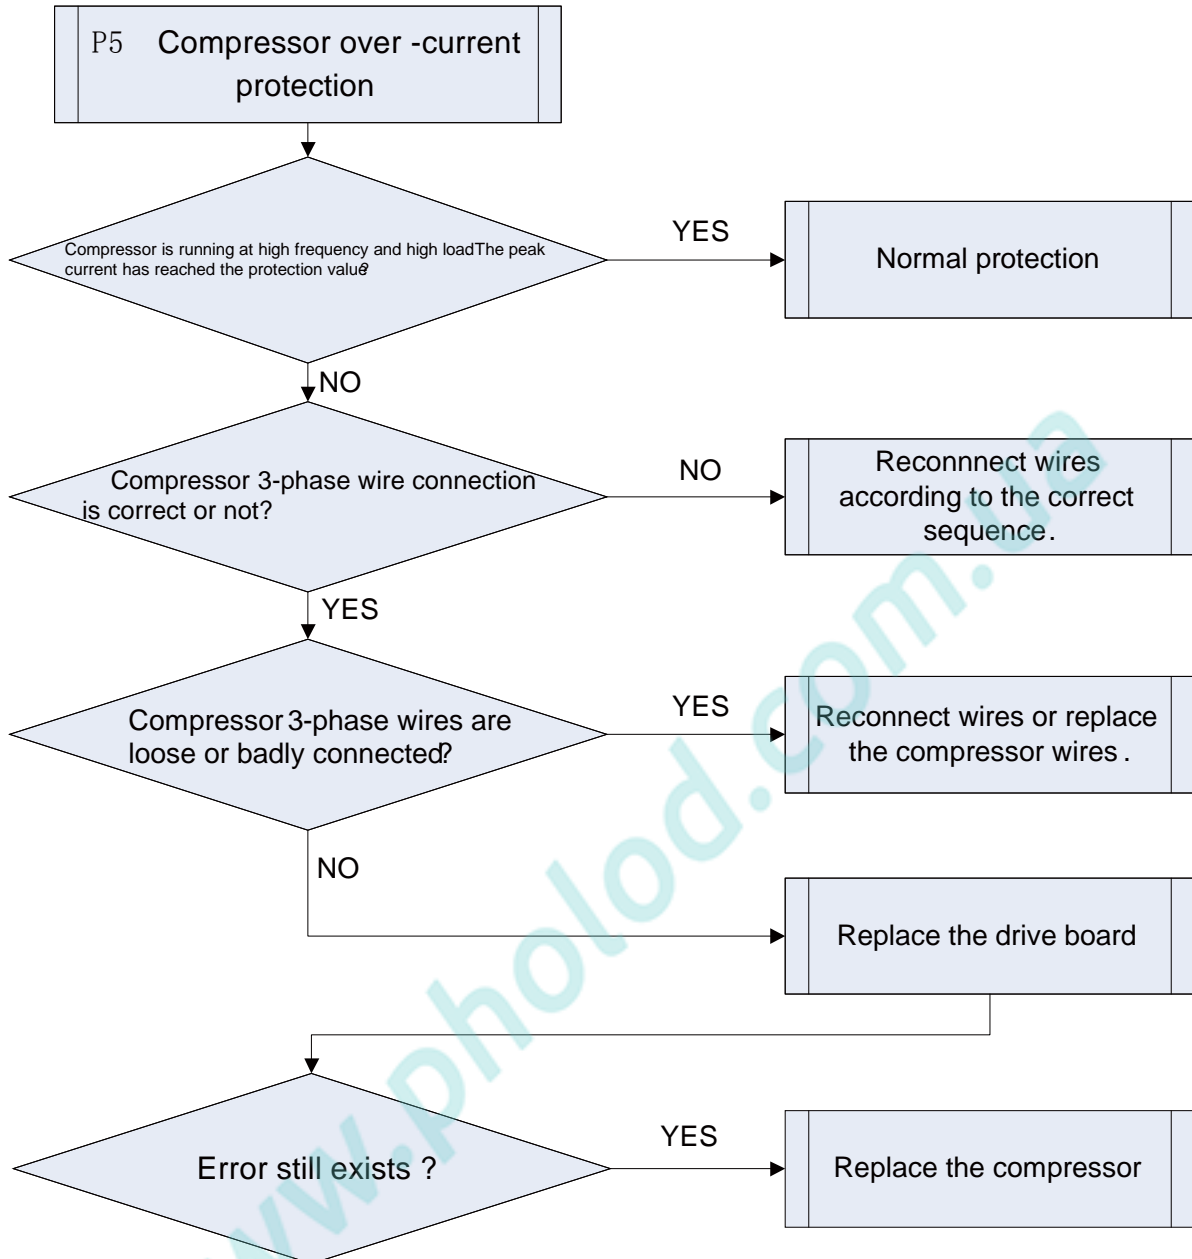 P5 Compressor over -current
protection
Compressor is running at high frequency and high loadThe peak
current has reached the protection value?
YES
Normal protection
NO
Compressor 3-phase wire connection
is correct or not?
NO
Reconnnect wires
according to the correct
sequence.
YES
Compressor 3-phase wires are
loose or badly connected?
YES
Reconnect wires or replace
the compressor wires .
NO
Replace the drive board
Error still exists ?
YES
Replace the compressor
www.pholod.com.ua